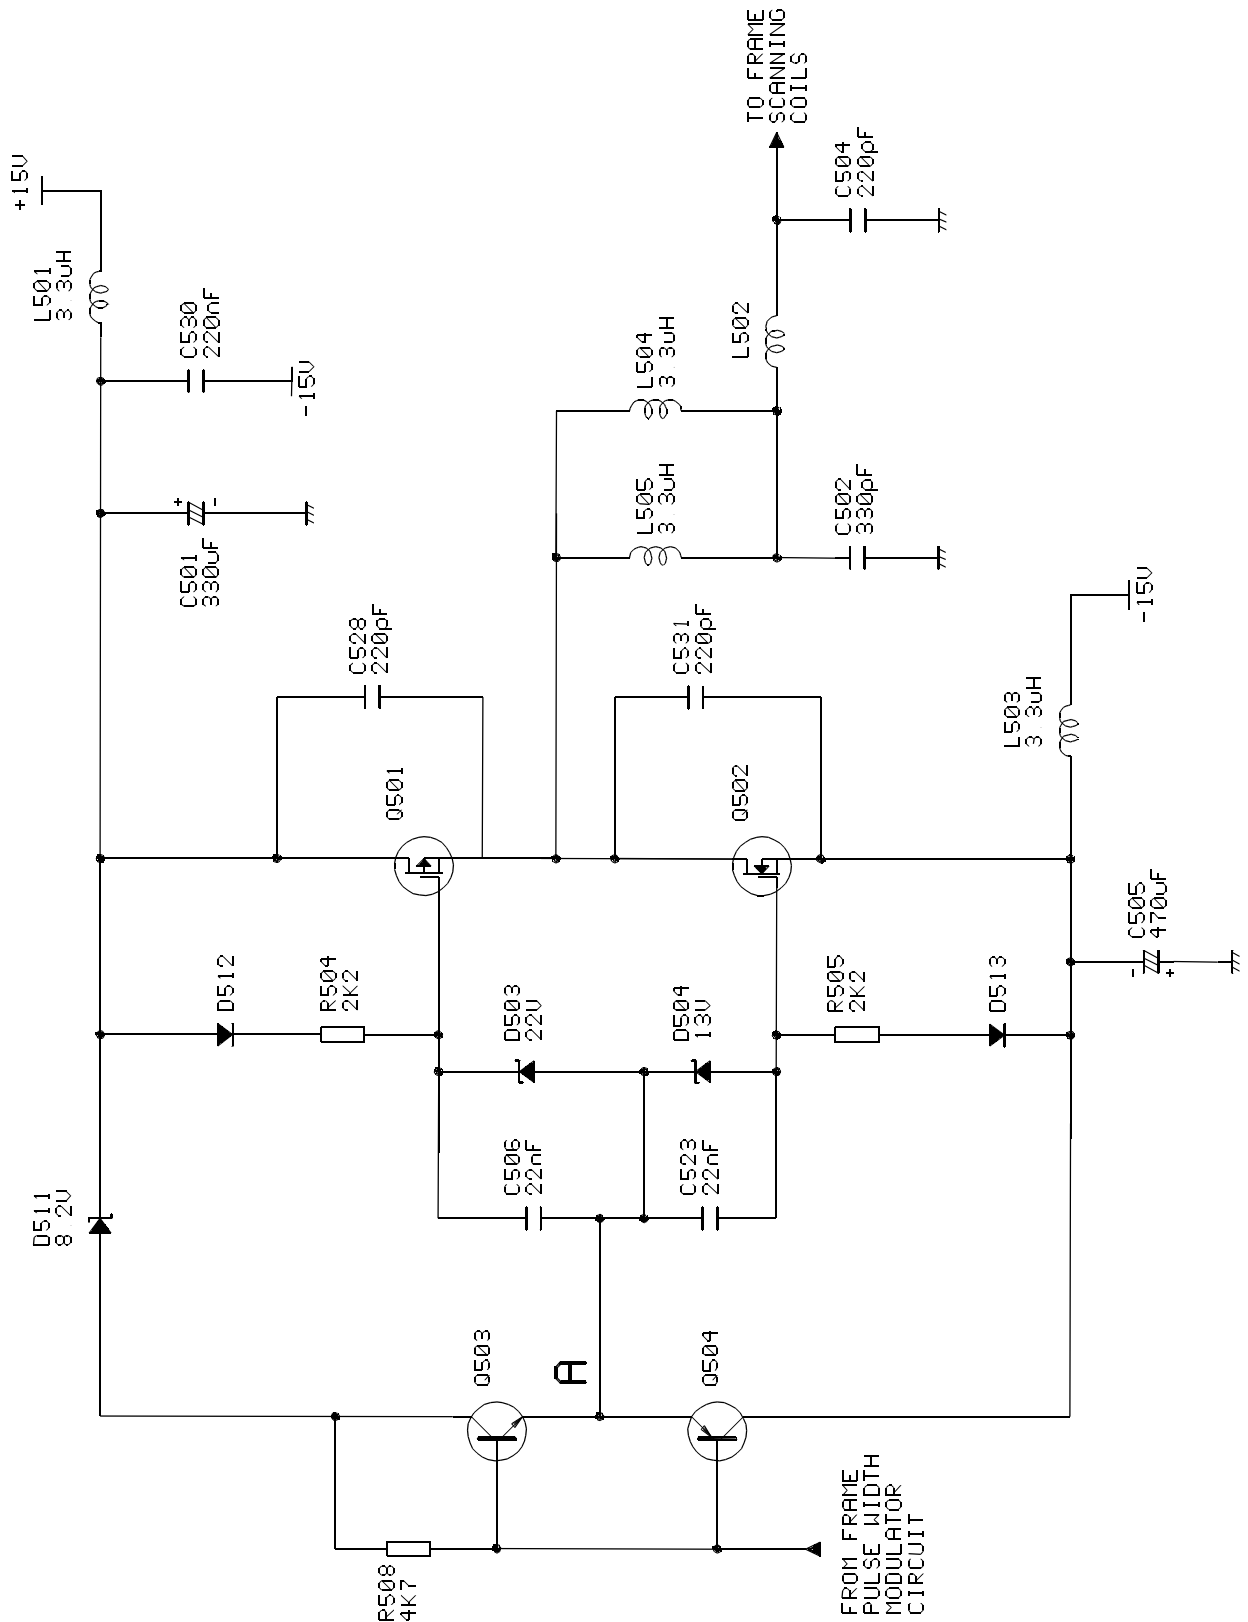 +15V
L501
3.3uH
C530
220nF
-15V
C501
330uF
TO FRAME
SCANNING
COILS
C504
220pF
L502
L504
3.3uH
L505
3.3uH
C502
330pF
C528
220pF
C531
220pF
-15V
L503
3.3uH
Q501
Q502
C505
470uF
D512
R504
2K2
D503
22V
D504
13V
R505
2K2
D513
D511
8.2V
C506
22nF
C523
22nF
Q503
A
Q504
R508
4K7
FROM FRAME
PULSE WIDTH
MODULATOR
CIRCUIT
+
-
-
+